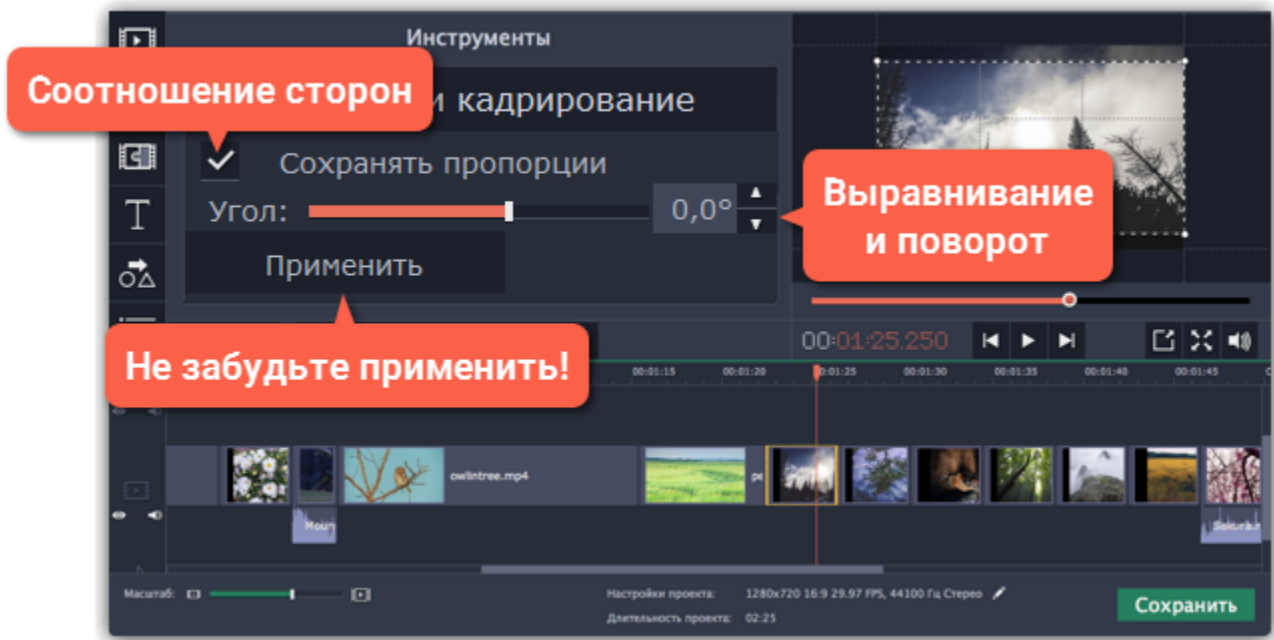 Инструменты
Соотношение сторон
и кадрирование
Сохранять пропорции
Угол:
0,0°
Выравнивание
и поворот
Применить
Не забудьте применить!
00:01:25.250
00:01:15
00:01:20
00:01:25
00:01:30
00:01:35
00:01:40
00:01:45
owlintree.mp4
Масштаб:
Настройки проекта: 1280x720 16:9 29.97 FPS, 44100 Гц Стерео
Длительность проекта: 02:25
Сохранить